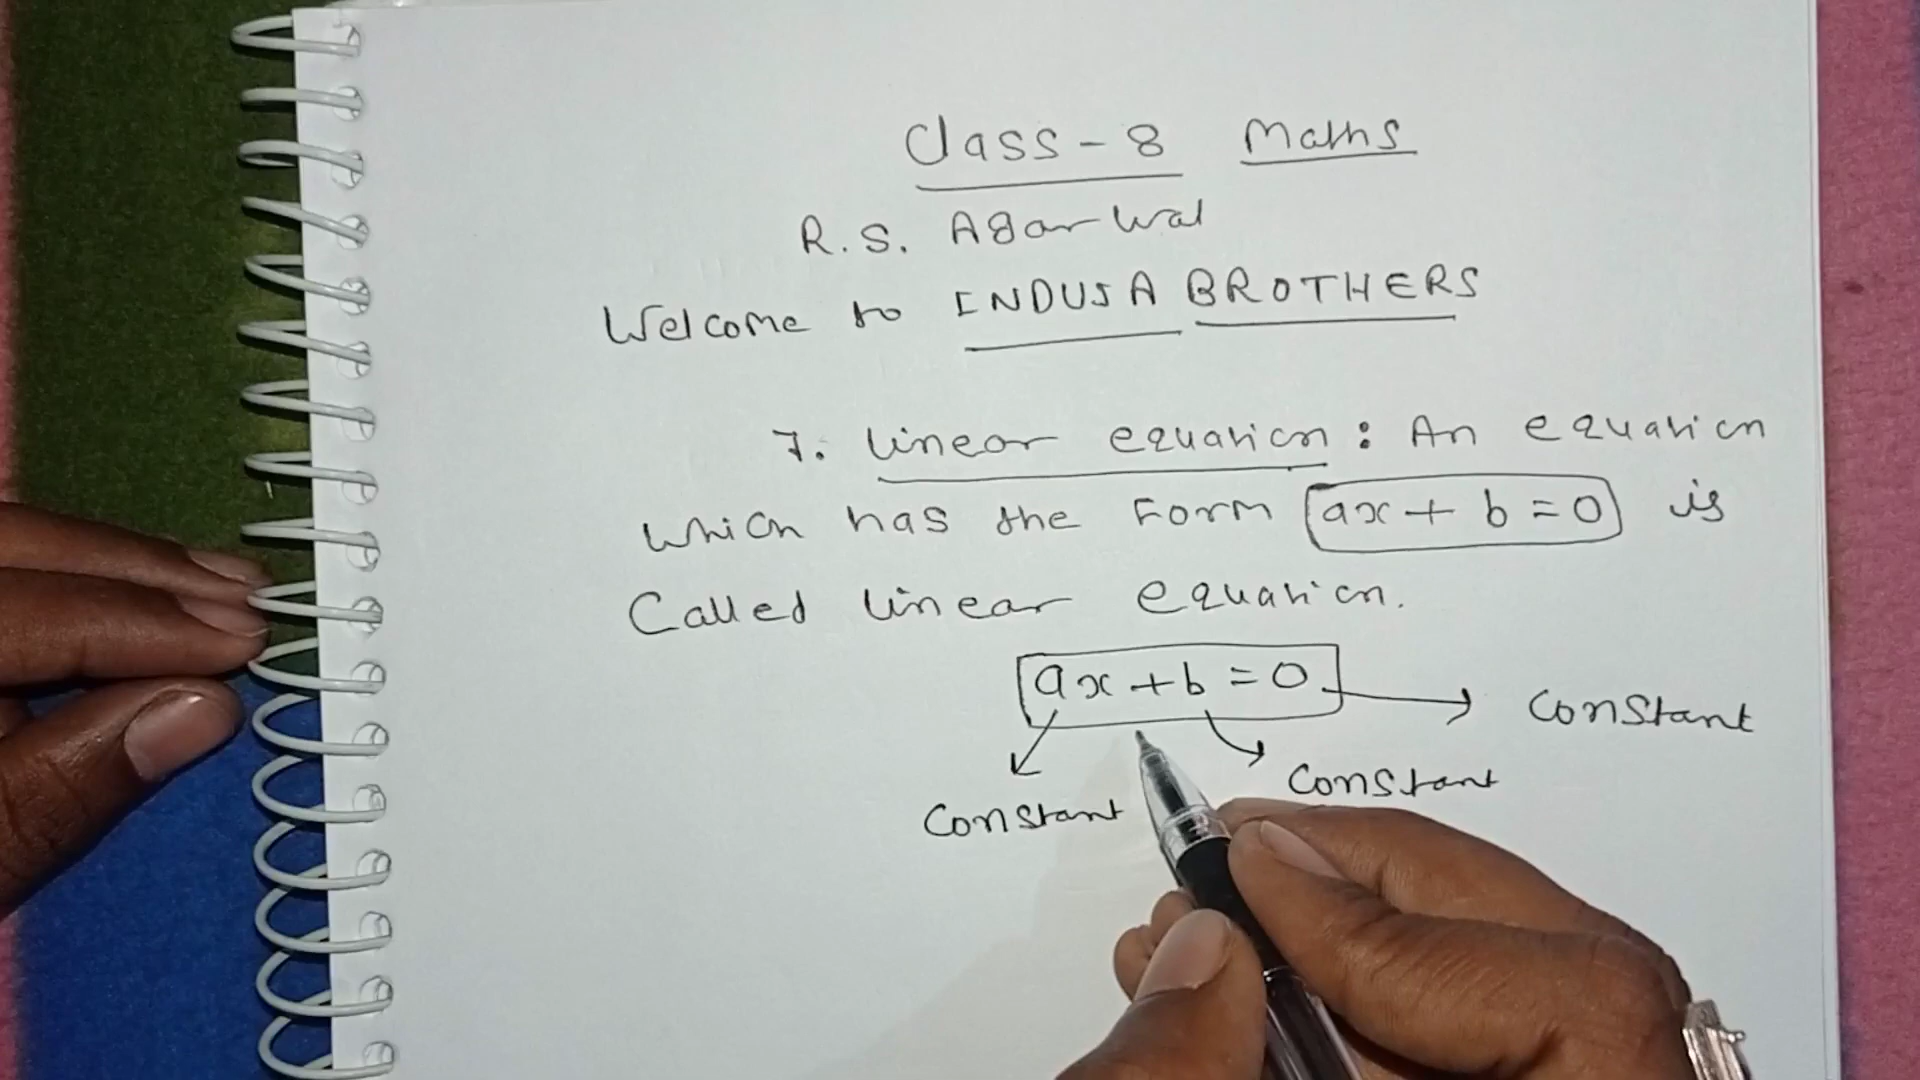 Class-8 Maths
R.S. Agarwal
Welcome to INDUJA BROTHERS
7. linear equation: An equation
which has the Form ax + b = 0 is
Called linear equation.
ax + b = 0
constant
constant
constant